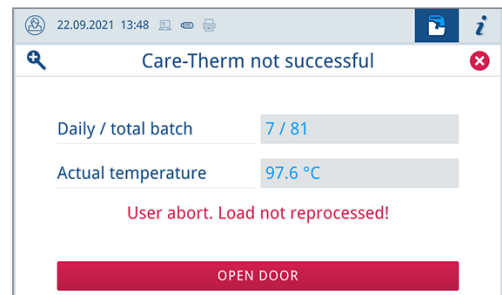 22.09.2021 13:48 i
Care-Therm not successful
Daily / total batch 7 / 81
Actual temperature 97.6 °C
User abort. Load not reprocessed!
OPEN DOOR